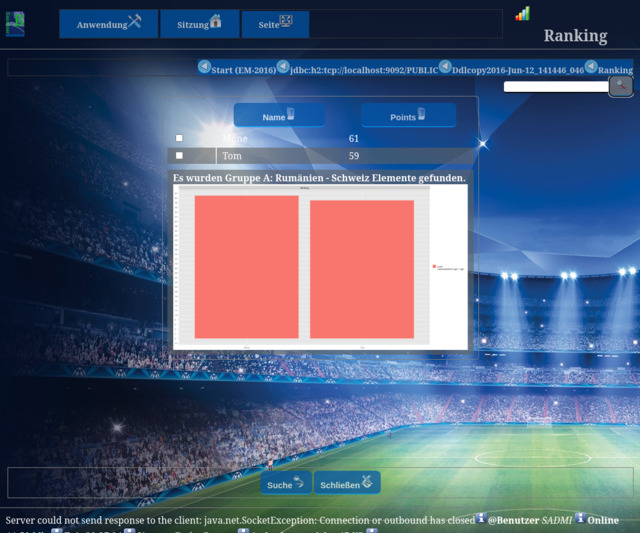 Anwendung Sitzung Seite
Ranking
Start (EM-2016) jdbc:h2:tcp://localhost:9092/PUBLIC Ddlcopy2016-Jun-12_141446_046 Ranking
Name Points
61
Tom 59
Es wurden Gruppe A: Rumänien - Schweiz Elemente gefunden.
Suche Schließen
Server could not send response to the client: java.net.SocketException: Connection or outbound has closed @Benutzer SADMI Online